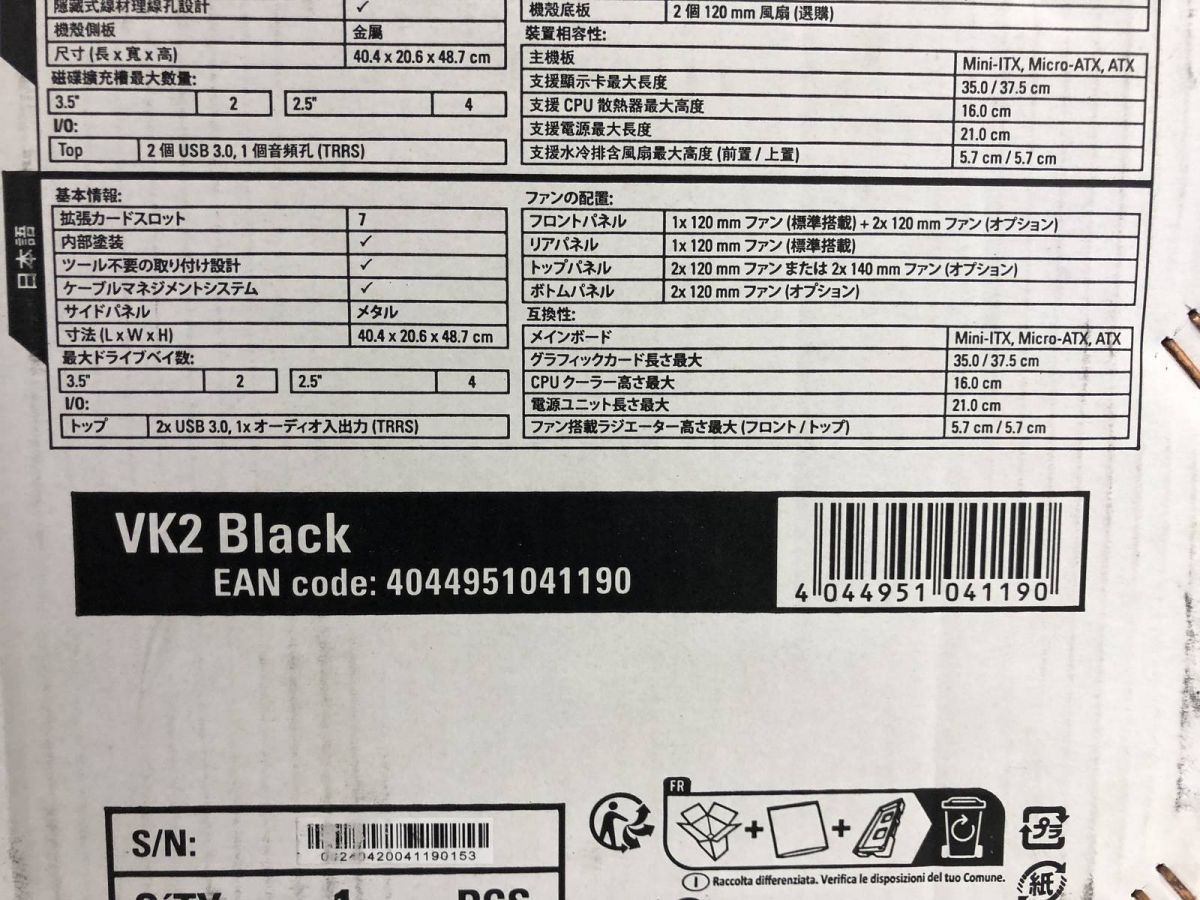 隱藏式線材理線孔設計 ✓
機殼側板 金屬
尺寸 (長 x 寬 x 高) 40.4 x 20.6 x 48.7 cm
磁碟擴充槽最大數量:
3.5" 2 2.5" 4
I/O:
Top 2 個 USB 3.0, 1 個音頻孔 (TRRS)
機殼底板 2 個 120 mm 風扇 (選購)
裝置相容性:
主機板 Mini-ITX, Micro-ATX, ATX
支援顯示卡最大長度 35.0 / 37.5 cm
支援 CPU 散熱器最大高度 16.0 cm
支援電源最大長度 21.0 cm
支援水冷排含風扇最大高度 (前置 / 上置) 5.7 cm / 5.7 cm
日本語
基本情報:
拡張カードスロット 7
内部塗装 ✓
ツール不要の取り付け設計 ✓
ケーブルマネジメントシステム ✓
サイドパネル メタル
寸法 (L x W x H) 40.4 x 20.6 x 48.7 cm
最大ドライブベイ数:
3.5" 2 2.5" 4
I/O:
トップ 2x USB 3.0, 1x オーディオ入出力 (TRRS)
ファンの配置:
フロントパネル 1x 120 mm ファン (標準搭載) + 2x 120 mm ファン (オプション)
リアパネル 1x 120 mm ファン (標準搭載)
トップパネル 2x 120 mm ファン または 2x 140 mm ファン (オプション)
ボトムパネル 2x 120 mm ファン (オプション)
互換性:
メインボード Mini-ITX, Micro-ATX, ATX
グラフィックカード長さ最大 35.0 / 37.5 cm
CPU クーラー高さ最大 16.0 cm
電源ユニット長さ最大 21.0 cm
ファン搭載ラジエーター高さ最大 (フロント / トップ) 5.7 cm / 5.7 cm
VK2 Black
EAN code: 4044951041190
4 044951 041190
S/N:
FR
プラ
Raccolta differenziata. Verifica le disposizioni del tuo Comune.
紙